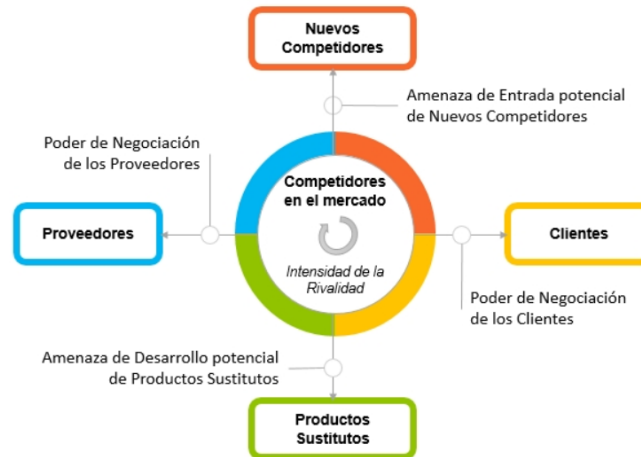 Nuevos
Competidores
Amenaza de Entrada potencial
de Nuevos Competidores
Poder de Negociación
de los Proveedores
Competidores
en el mercado
Proveedores
Clientes
Intensidad de la
Rivalidad
Poder de Negociación
de los Clientes
Amenaza de Desarrollo potencial
de Productos Sustitutos
Productos
Sustitutos